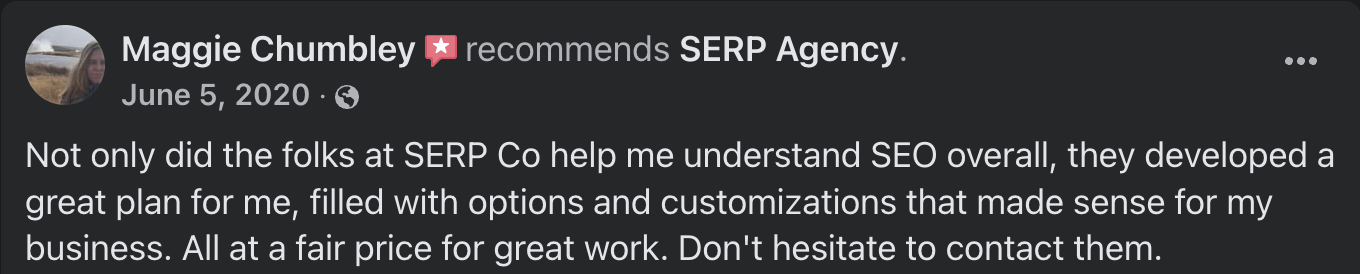 Maggie Chumbley recommends SERP Agency.
June 5, 2020 ·
Not only did the folks at SERP Co help me understand SEO overall, they developed a
great plan for me, filled with options and customizations that made sense for my
business. All at a fair price for great work. Don't hesitate to contact them.